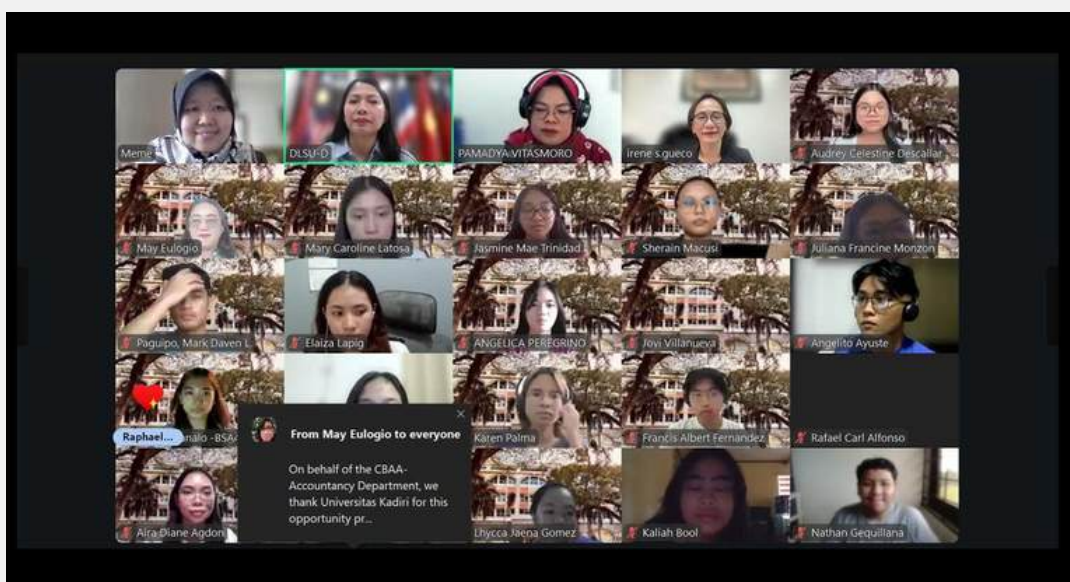 Meme
DLSU-D
PAMADYA VITASMORO
irene s.gueco
Audrey Celestine Descallar
May Eulogio
Mary Caroline Latosa
Jasmine Mae Trinidad
Sherain Macusi
Juliana Francine Monzon
Paguipo, Mark Daven L
Elaiza Lapig
ANGELICA PEREGRINO
Jovi Villanueva
Angelito Ayuste
Raphael...
Karen Palma
Francis Albert Fernandez
Rafael Carl Alfonso
From May Eulogio to everyone
On behalf of the CBAA-
Accountancy Department, we
thank Universitas Kadiri for this
opportunity pr...
Aira Diane Agdon
Lhycca Jaena Gomez
Kaliah Bool
Nathan Gequillana